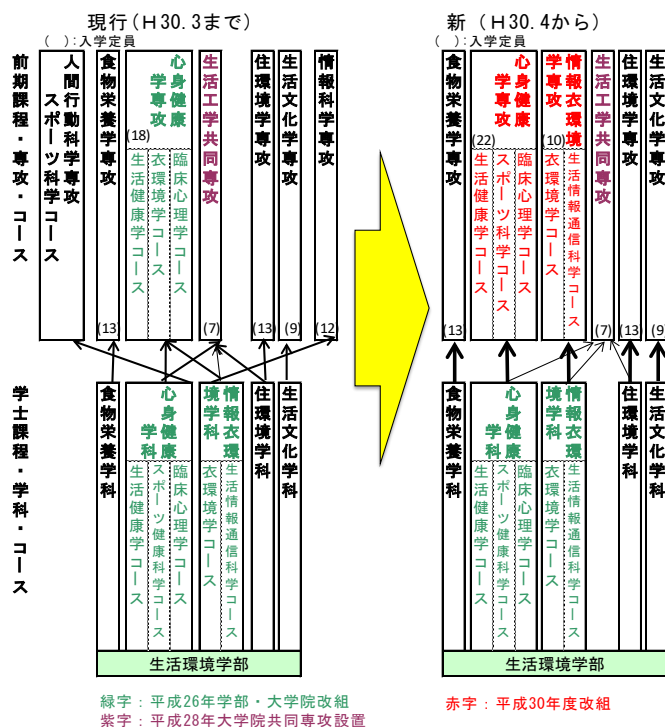 現行(H30.3まで)
( ):入学定員
前期課程・専攻・コース
人間行動科学専攻
スポーツ科学コース
食物栄養学専攻
(13)
心身健康
学専攻
(18)
臨床心理学コース
衣環境学コース
生活健康学コース
生活工学共同専攻
(7)
住環境学専攻
(13)
生活文化学専攻
(9)
情報科学専攻
(12)
学士課程・学科・コース
食物栄養学科
心身健康
学科
臨床心理学コース
スポーツ健康科学コース
生活健康学コース
情報衣環
境学科
生活情報通信科学コース
衣環境学コース
住環境学科
生活文化学科
生活環境学部
緑字：平成26年学部・大学院改組
紫字：平成28年大学院共同専攻設置
新（H30.4から)
( ):入学定員
食物栄養学専攻
(13)
心身健康
学専攻
(22)
臨床心理学コース
スポーツ科学コース
生活健康学コース
情報衣環境
学専攻
(10)
生活情報通信科学コース
衣環境学コース
生活工学共同専攻
(7)
住環境学専攻
(13)
生活文化学専攻
(9)
食物栄養学科
心身健康
学科
臨床心理学コース
スポーツ健康科学コース
生活健康学コース
情報衣環
境学科
生活情報通信科学コース
衣環境学コース
住環境学科
生活文化学科
生活環境学部
赤字：平成30年度改組